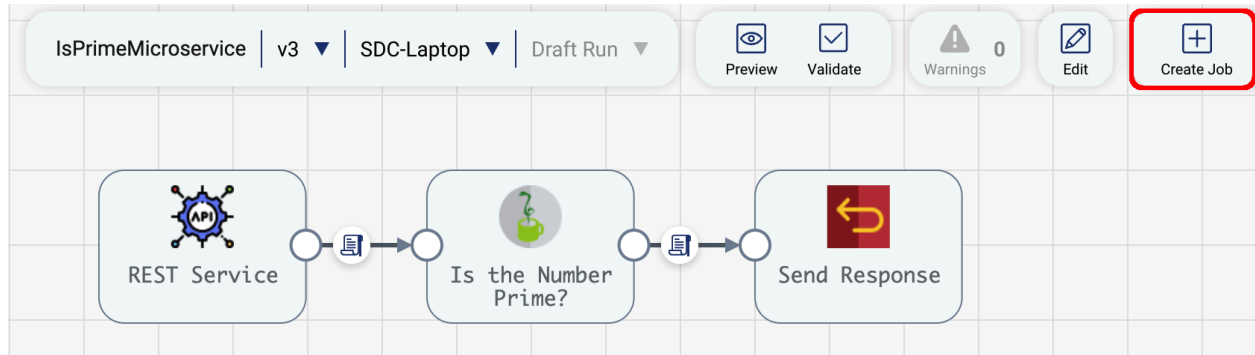 IsPrimeMicroservice v3 SDC-Laptop Draft Run
Preview Validate
Warnings 0
Edit
Create Job
API
REST Service
Is the Number
Prime?
Send Response